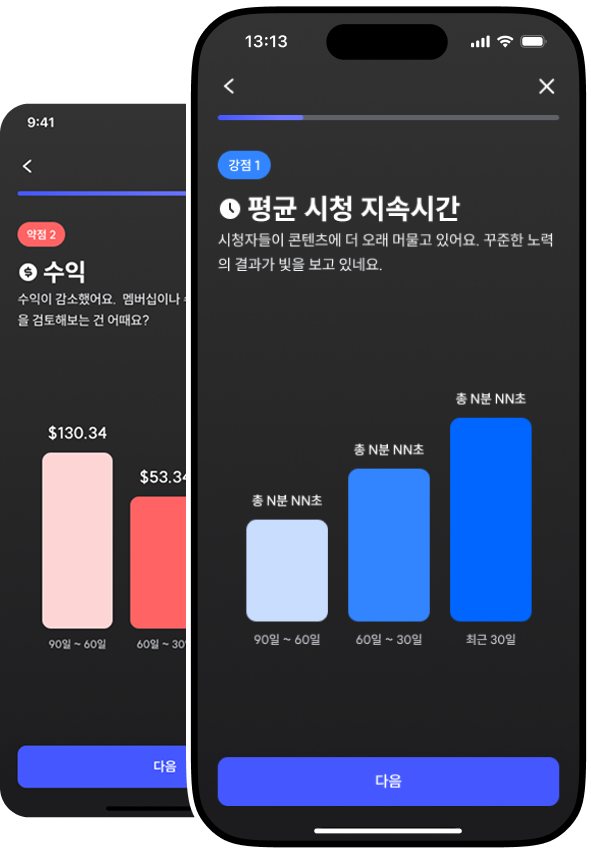 9:41
약점 2
수익
수익이 감소했어요. 멤버십이나
을 검토해보는 건 어때요?
$130.34
$53.34
90일 ~ 60일
60일 ~ 30일
다음
13:13
강점 1
평균 시청 지속시간
시청자들이 콘텐츠에 더 오래 머물고 있어요. 꾸준한 노력
의 결과가 빛을 보고 있네요.
총 N분 NN초
총 N분 NN초
총 N분 NN초
90일 ~ 60일
60일 ~ 30일
최근 30일
다음